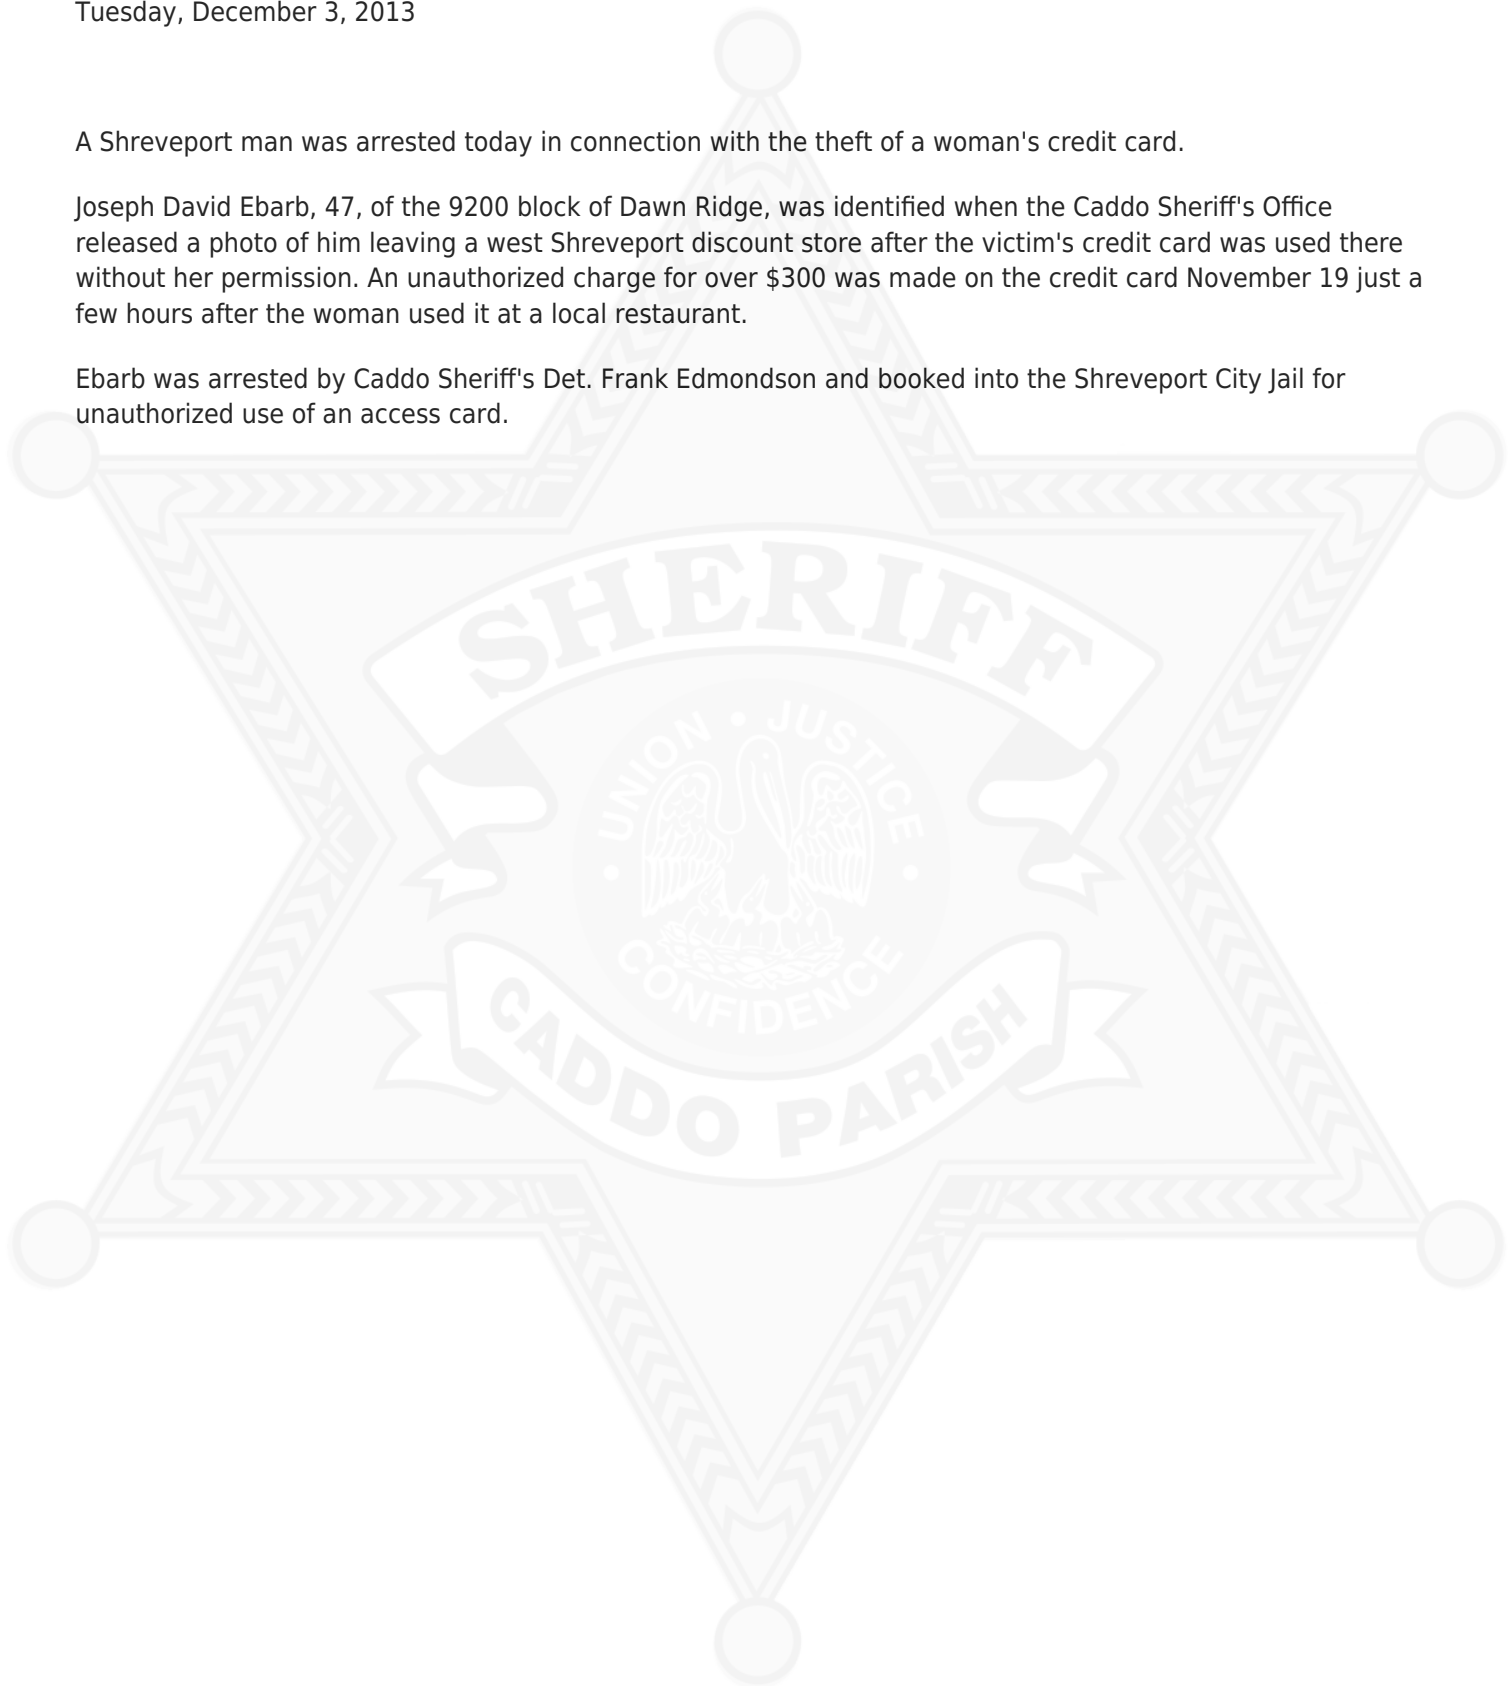 Tuesday, December 3, 2013
A Shreveport man was arrested today in connection with the theft of a woman's credit card.
Joseph David Ebarb, 47, of the 9200 block of Dawn Ridge, was identified when the Caddo Sheriff's Office
released a photo of him leaving a west Shreveport discount store after the victim's credit card was used there
without her permission. An unauthorized charge for over $300 was made on the credit card November 19 just a
few hours after the woman used it at a local restaurant.
Ebarb was arrested by Caddo Sheriff's Det. Frank Edmondson and booked into the Shreveport City Jail for
unauthorized use of an access card.
SHERIFF
UNION • JUSTICE
• CONFIDENCE •
CADDO PARISH